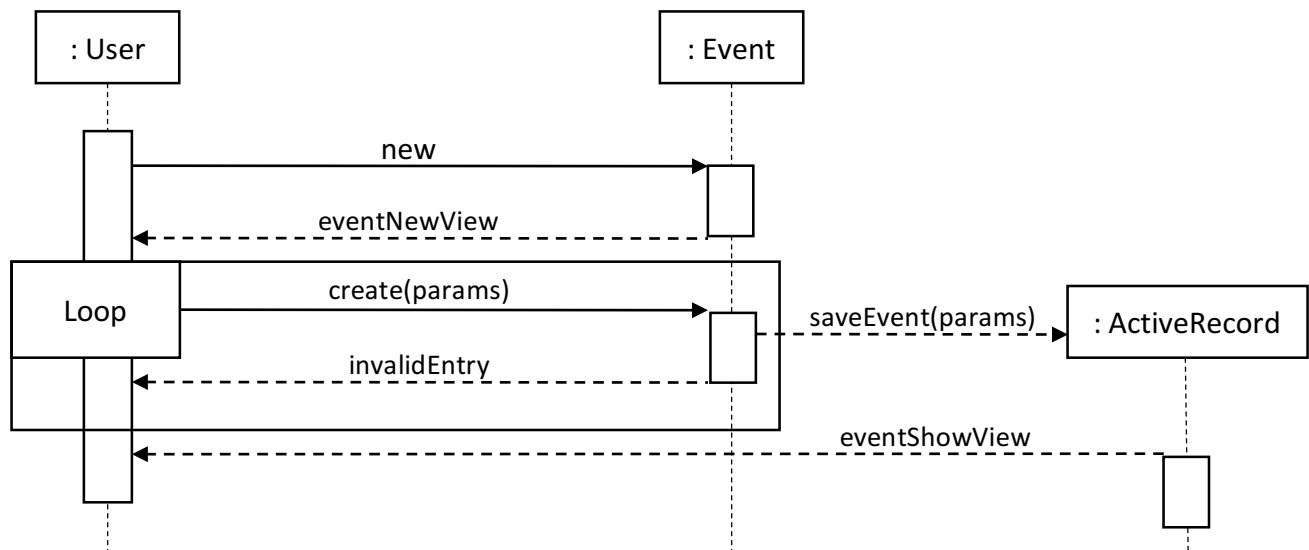 : User
: Event
new
eventNewView
Loop
create(params)
saveEvent(params)
: ActiveRecord
invalidEntry
eventShowView